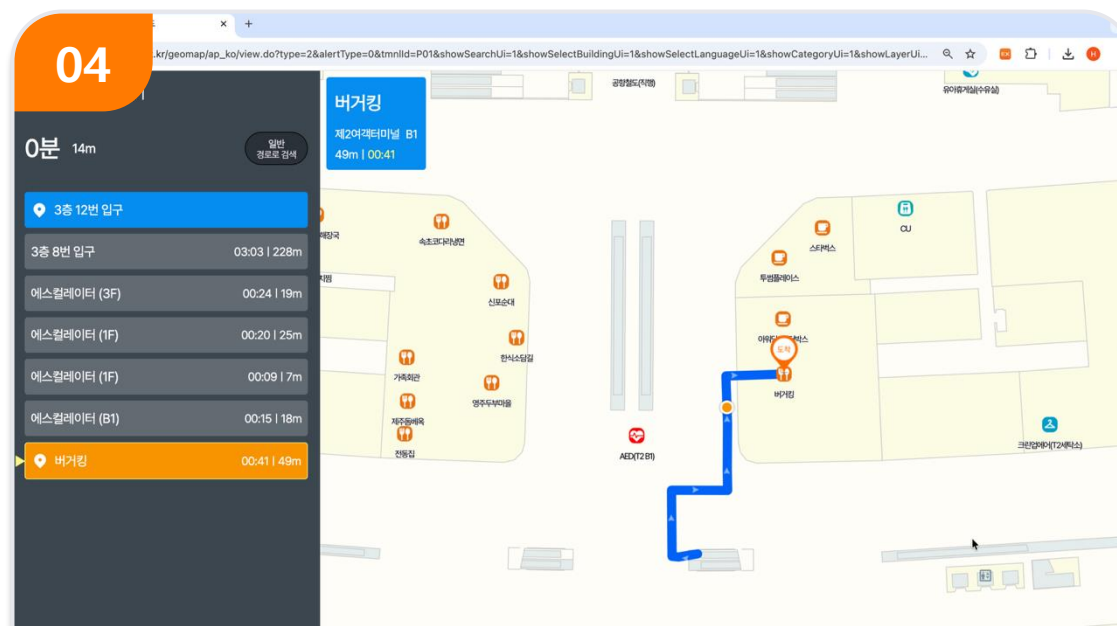 04
.kr/geomap/ap_ko/view.do?type=2&alertType=0&tmnlId=P01&showSearchUi=1&showSelectBuildingUi=1&showSelectLanguageUi=1&showCategoryUi=1&showLayerUi...
H
0분 14m
일반
경로로 검색
3층 12번 입구
3층 8번 입구 03:03 | 228m
에스컬레이터 (3F) 00:24 | 19m
에스컬레이터 (1F) 00:20 | 25m
에스컬레이터 (1F) 00:09 | 7m
에스컬레이터 (B1) 00:15 | 18m
버거킹 00:41 | 49m
버거킹
제2여객터미널 B1
49m | 00:41
공항철도(직행)
유아휴게실(수유실)
속초코다리냉면
신포순대
한식소담길
가족회관
영주두부마을
제주동배옥
전동집
AED(T2 B1)
CU
스타벅스
투썸플레이스
도착
버거킹
크린업에어(T2세탁소)